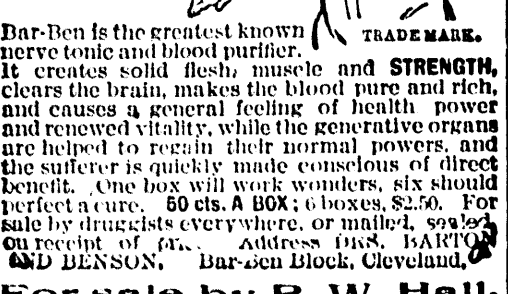 Bar-Ben is the greatest known
TRADE MARK.
nerve tonic and blood purifier.
It creates solid flesh, muscle and STRENGTH,
clears the brain, makes the blood pure and rich,
and causes a general feeling of health power
and renewed vitality, while the generative organs
are helped to regain their normal powers, and
the sufferer is quickly made conscious of direct
benefit. One box will work wonders, six should
perfect a cure. 50 cts. A BOX; 6 boxes, $2.50. For
sale by druggists everywhere, or mailed, sealed,
on receipt of Address DRS. BARTON
AND BENSON, Bar-Ben Block, Cleveland,
For sale by R. W. Hall.